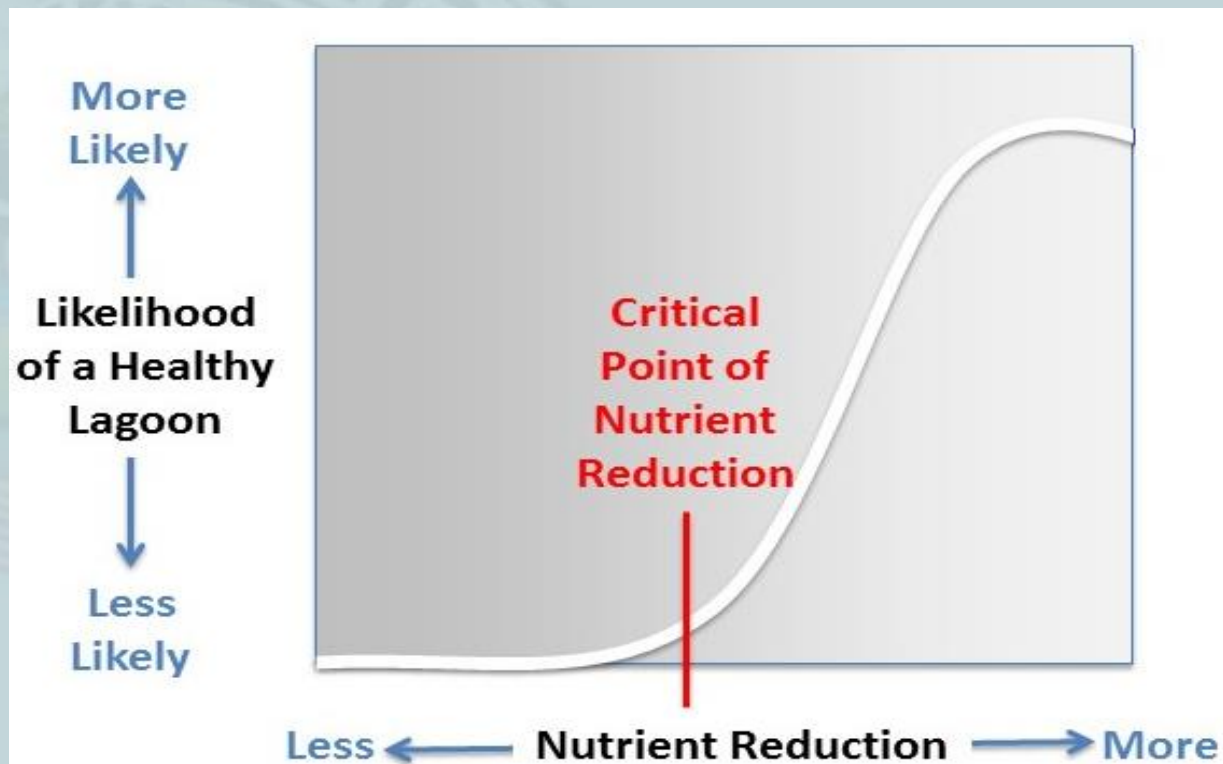 More
Likely
Likelihood
of a Healthy
Lagoon
Less
Likely
Critical
Point of
Nutrient
Reduction
Less
Nutrient Reduction
More